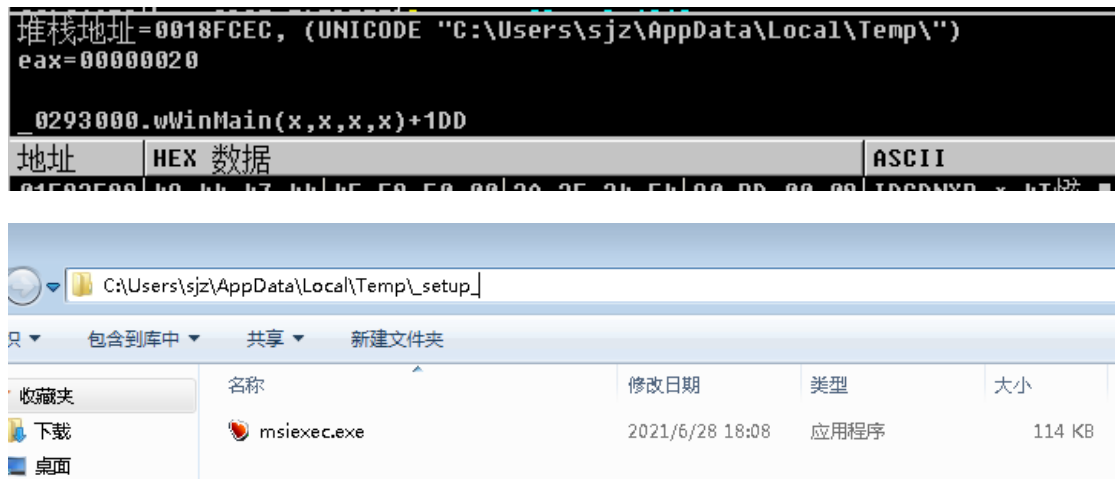 堆栈地址=0018FCEC, (UNICODE "C:\Users\sjz\AppData\Local\Temp\")
eax=00000020
_0293000.wWinMain(x,x,x,x)+1DD
地址 HEX 数据 ASCII
C:\Users\sjz\AppData\Local\Temp\_setup_
包含到库中 共享 新建文件夹
收藏夹 名称 修改日期 类型 大小
下载 msiexec.exe 2021/6/28 18:08 应用程序 114 KB
桌面